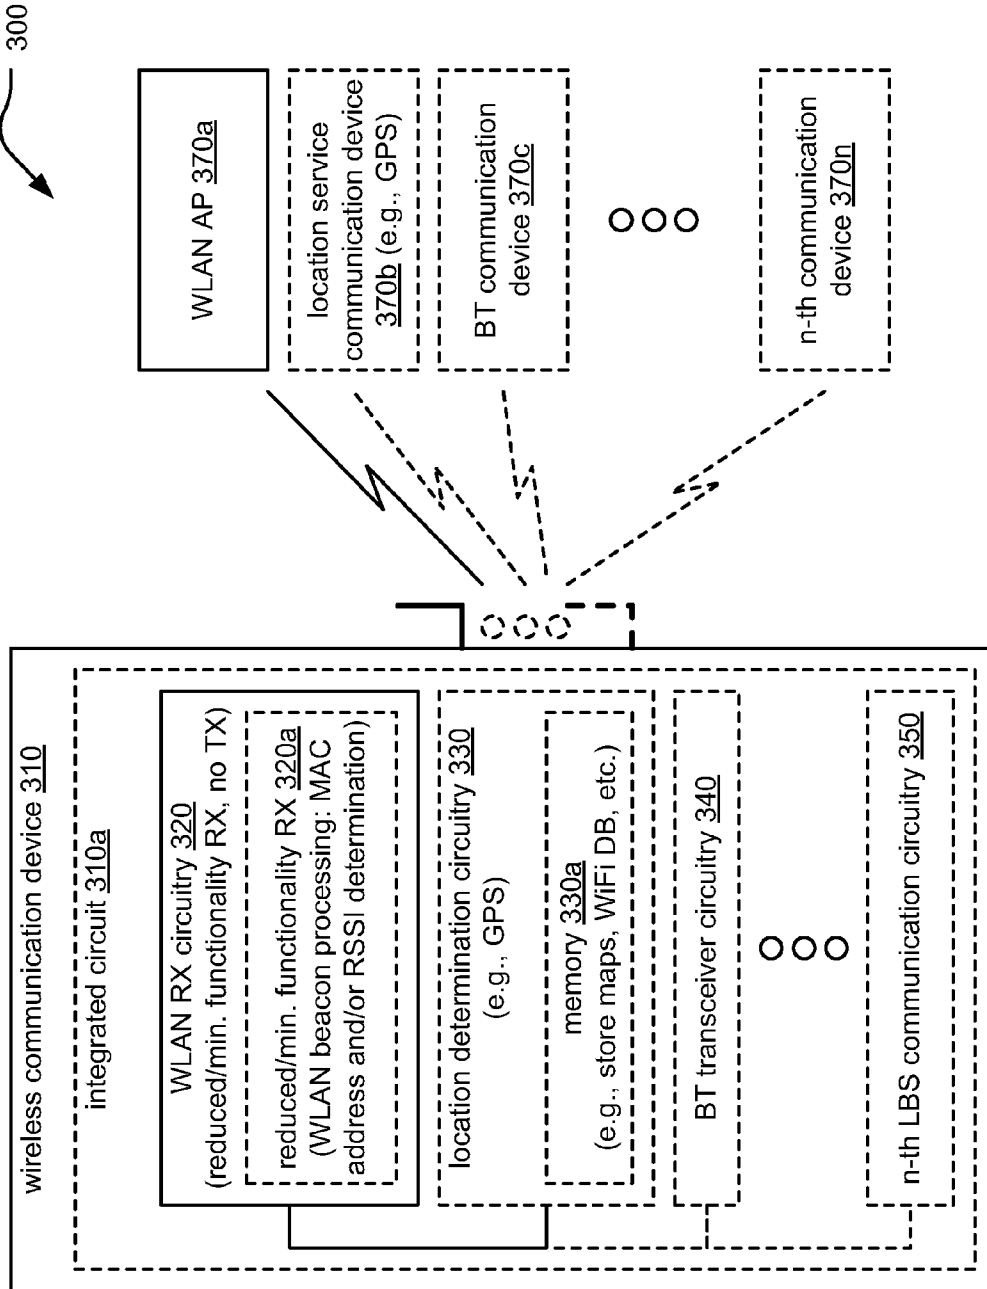 300
wireless communication device 310
integrated circuit 310a
WLAN RX circuitry 320
(reduced/min. functionality RX, no TX)
reduced/min. functionality RX 320a
(WLAN beacon processing: MAC
address and/or RSSI determination)
location determination circuitry 330
(e.g., GPS)
memory 330a
(e.g., store maps, WiFi DB, etc.)
BT transceiver circuitry 340
n-th LBS communication circuitry 350
WLAN AP 370a
location service
communication device
370b (e.g., GPS)
BT communication
device 370c
n-th communication
device 370n